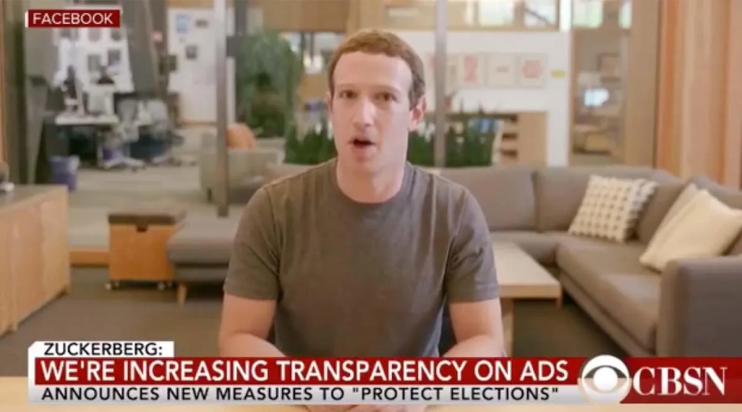 FACEBOOK
ZUCKERBERG:
WE'RE INCREASING TRANSPARENCY ON ADS
ANNOUNCES NEW MEASURES TO "PROTECT ELECTIONS"
CBSN